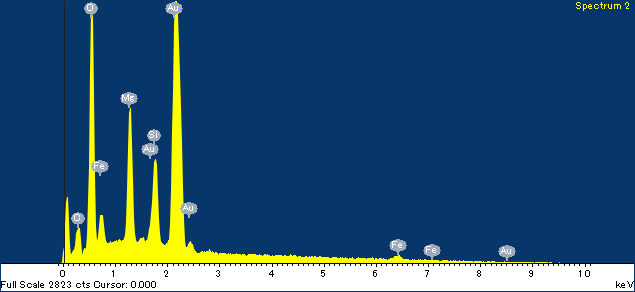 Spectrum 2
O
Au
Mg
Si
Au
Fe
Au
C
Fe
Fe
Au
0 1 2 3 4 5 6 7 8 9 10
Full Scale 2823 cts Cursor: 0.000 keV